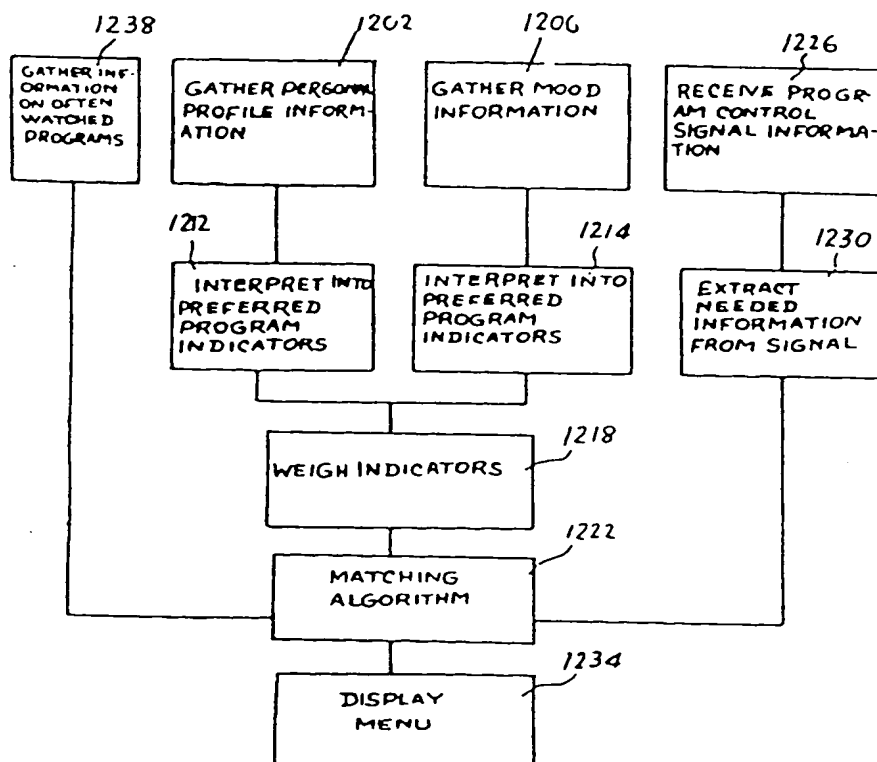 1238
1202
1206
1226
GATHER INF-
ORMATION
ON OFTEN
WATCHED PROGRAMS
GATHER PERSONAL
PROFILE INFORM-
ATION
GATHER MOOD
INFORMATION
RECEIVE PROGR-
AM CONTROL
SIGNAL INFORMA-
TION
1212
1214
1230
INTERPRET INTO
PREFERRED
PROGRAM
INDICATORS
INTERPRET INTO
PREFERRED
PROGRAM
INDICATORS
EXTRACT
NEEDED
INFORMATION
FROM SIGNAL
1218
WEIGH INDICATORS
1222
MATCHING
ALGORITHM
1234
DISPLAY
MENU